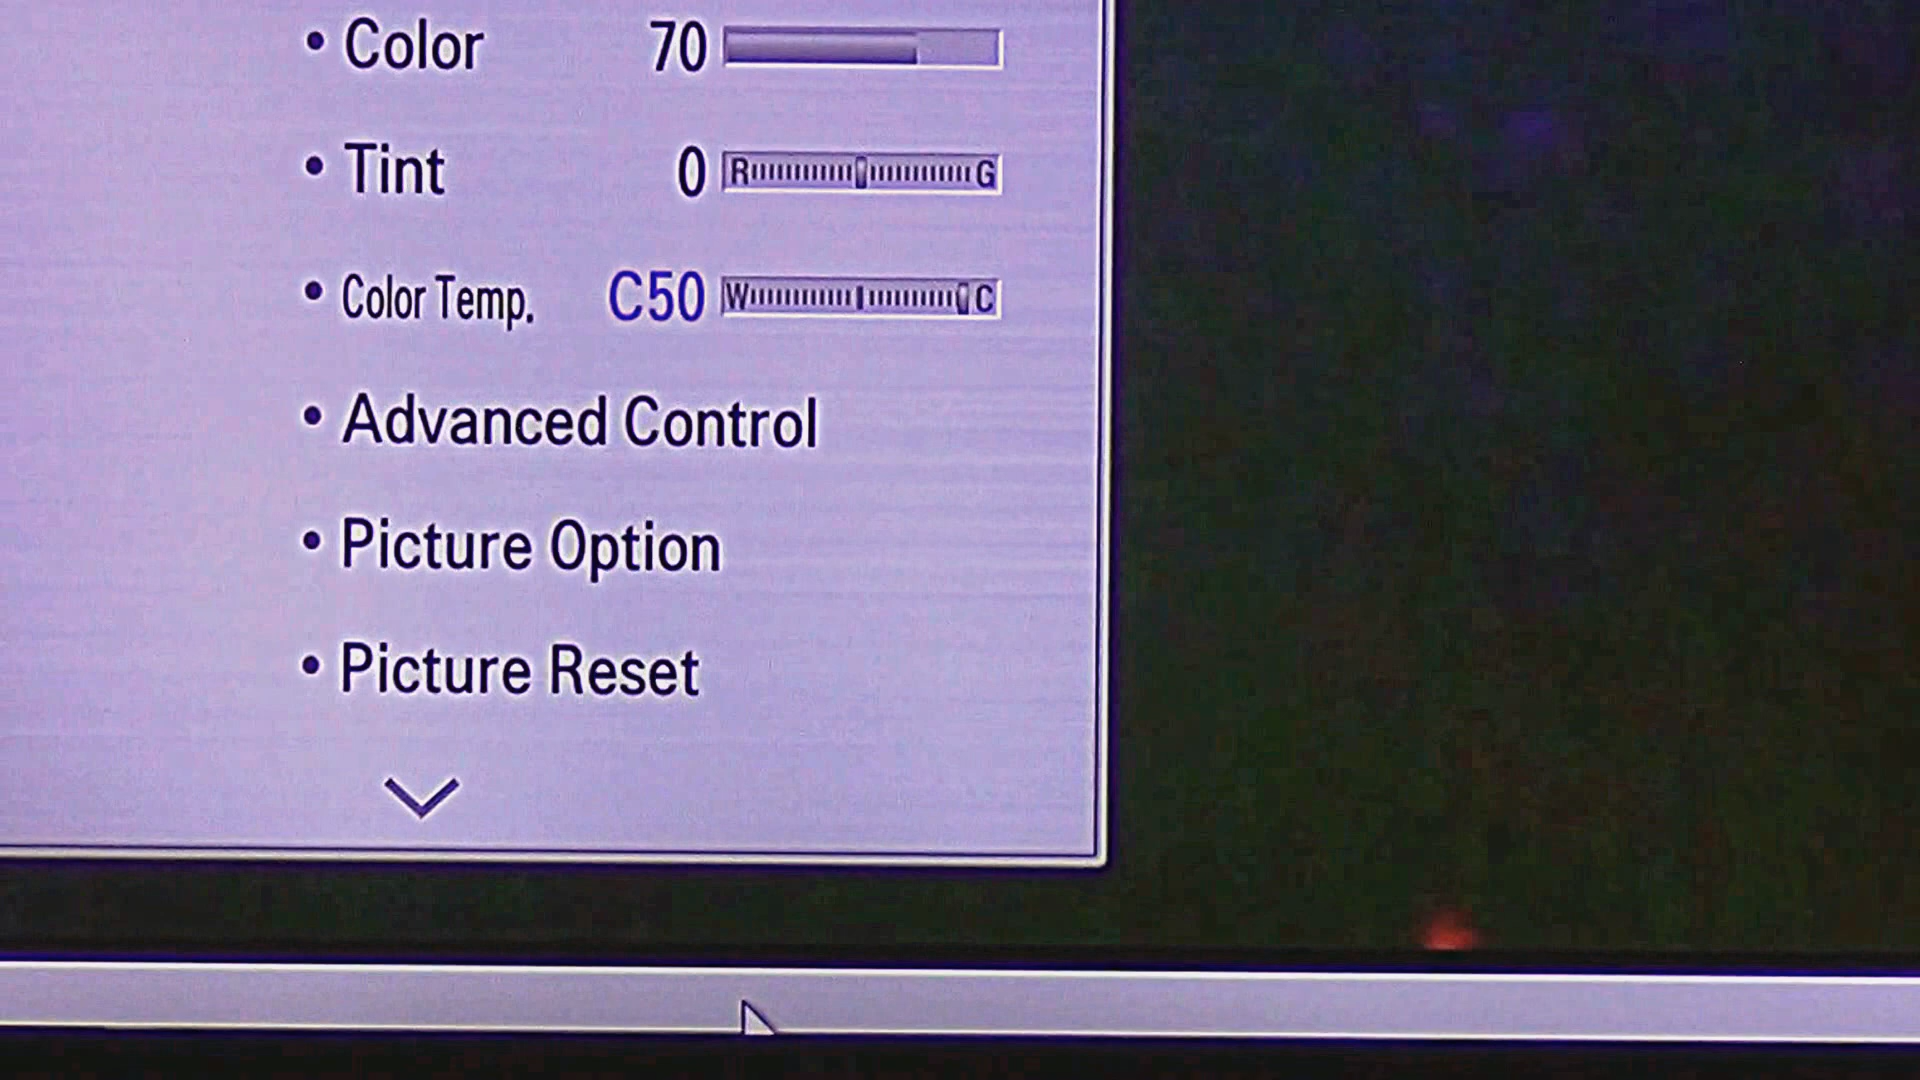 • Color 70
• Tint 0 R G
• Color Temp. C50 W C
• Advanced Control
• Picture Option
• Picture Reset